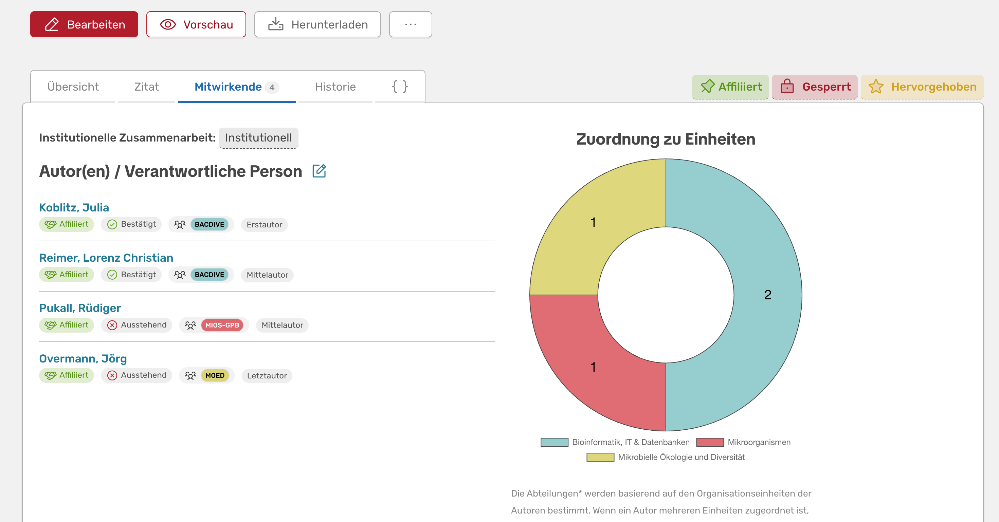 Bearbeiten
Vorschau
Herunterladen
...
Übersicht
Zitat
Mitwirkende 4
Historie
{ }
Affiliiert
Gesperrt
Hervorgehoben
Institutionelle Zusammenarbeit: Institutionell
Autor(en) / Verantwortliche Person
Koblitz, Julia
Affiliiert Bestätigt BACDIVE Erstautor
Reimer, Lorenz Christian
Affiliiert Bestätigt BACDIVE Mittelautor
Pukall, Rüdiger
Affiliiert Ausstehend MIOS-GPB Mittelautor
Overmann, Jörg
Affiliiert Ausstehend MOED Letztautor
Zuordnung zu Einheiten
1
2
1
Bioinformatik, IT & Datenbanken Mikroorganismen
Mikrobielle Ökologie und Diversität
Die Abteilungen* werden basierend auf den Organisationseinheiten der
Autoren bestimmt. Wenn ein Autor mehreren Einheiten zugeordnet ist,